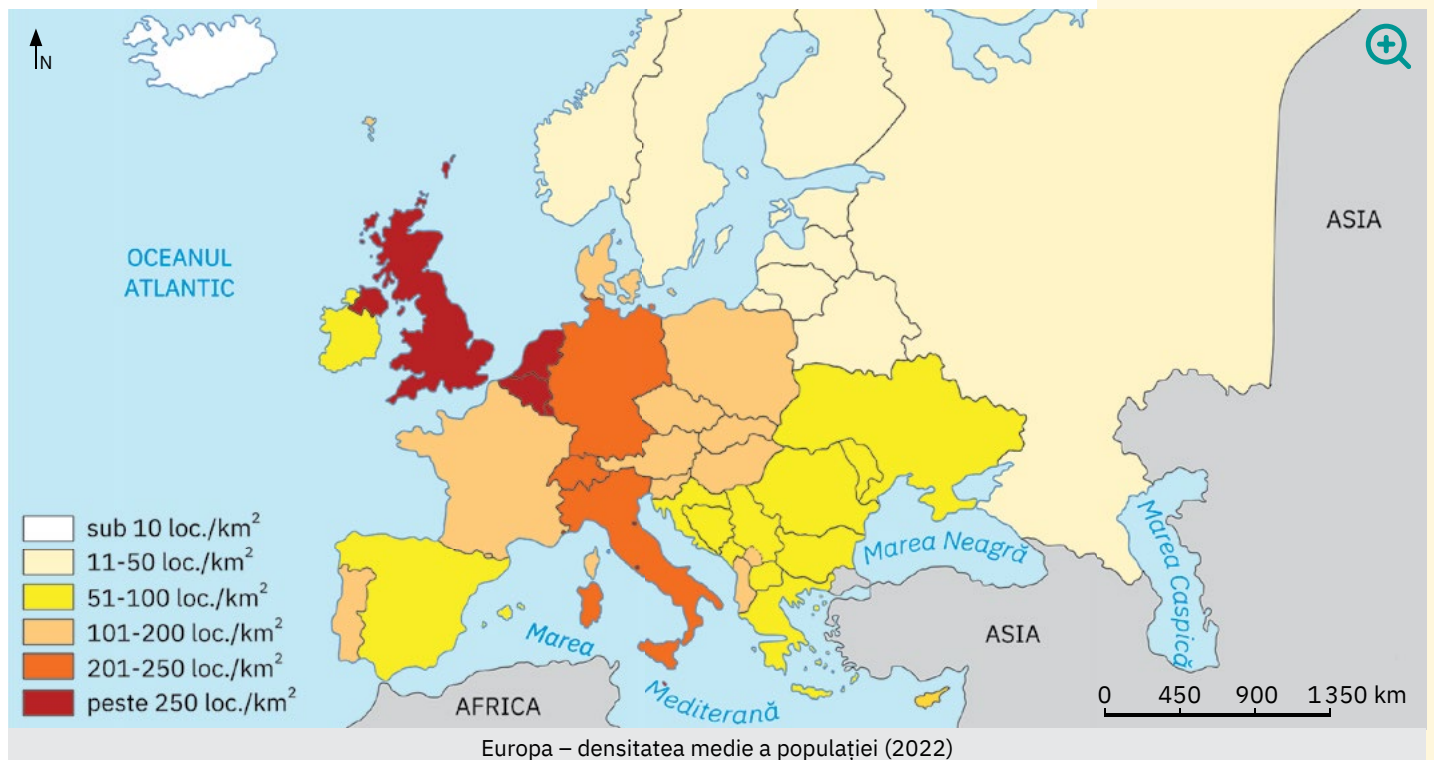 N
ASIA
OCEANUL
ATLANTIC
sub 10 loc./km²
11-50 loc./km²
51-100 loc./km²
101-200 loc./km²
201-250 loc./km²
peste 250 loc./km²
Marea Neagră
Marea Caspică
Marea
Mediterană
ASIA
AFRICA
0 450 900 1350 km
Europa – densitatea medie a populației (2022)